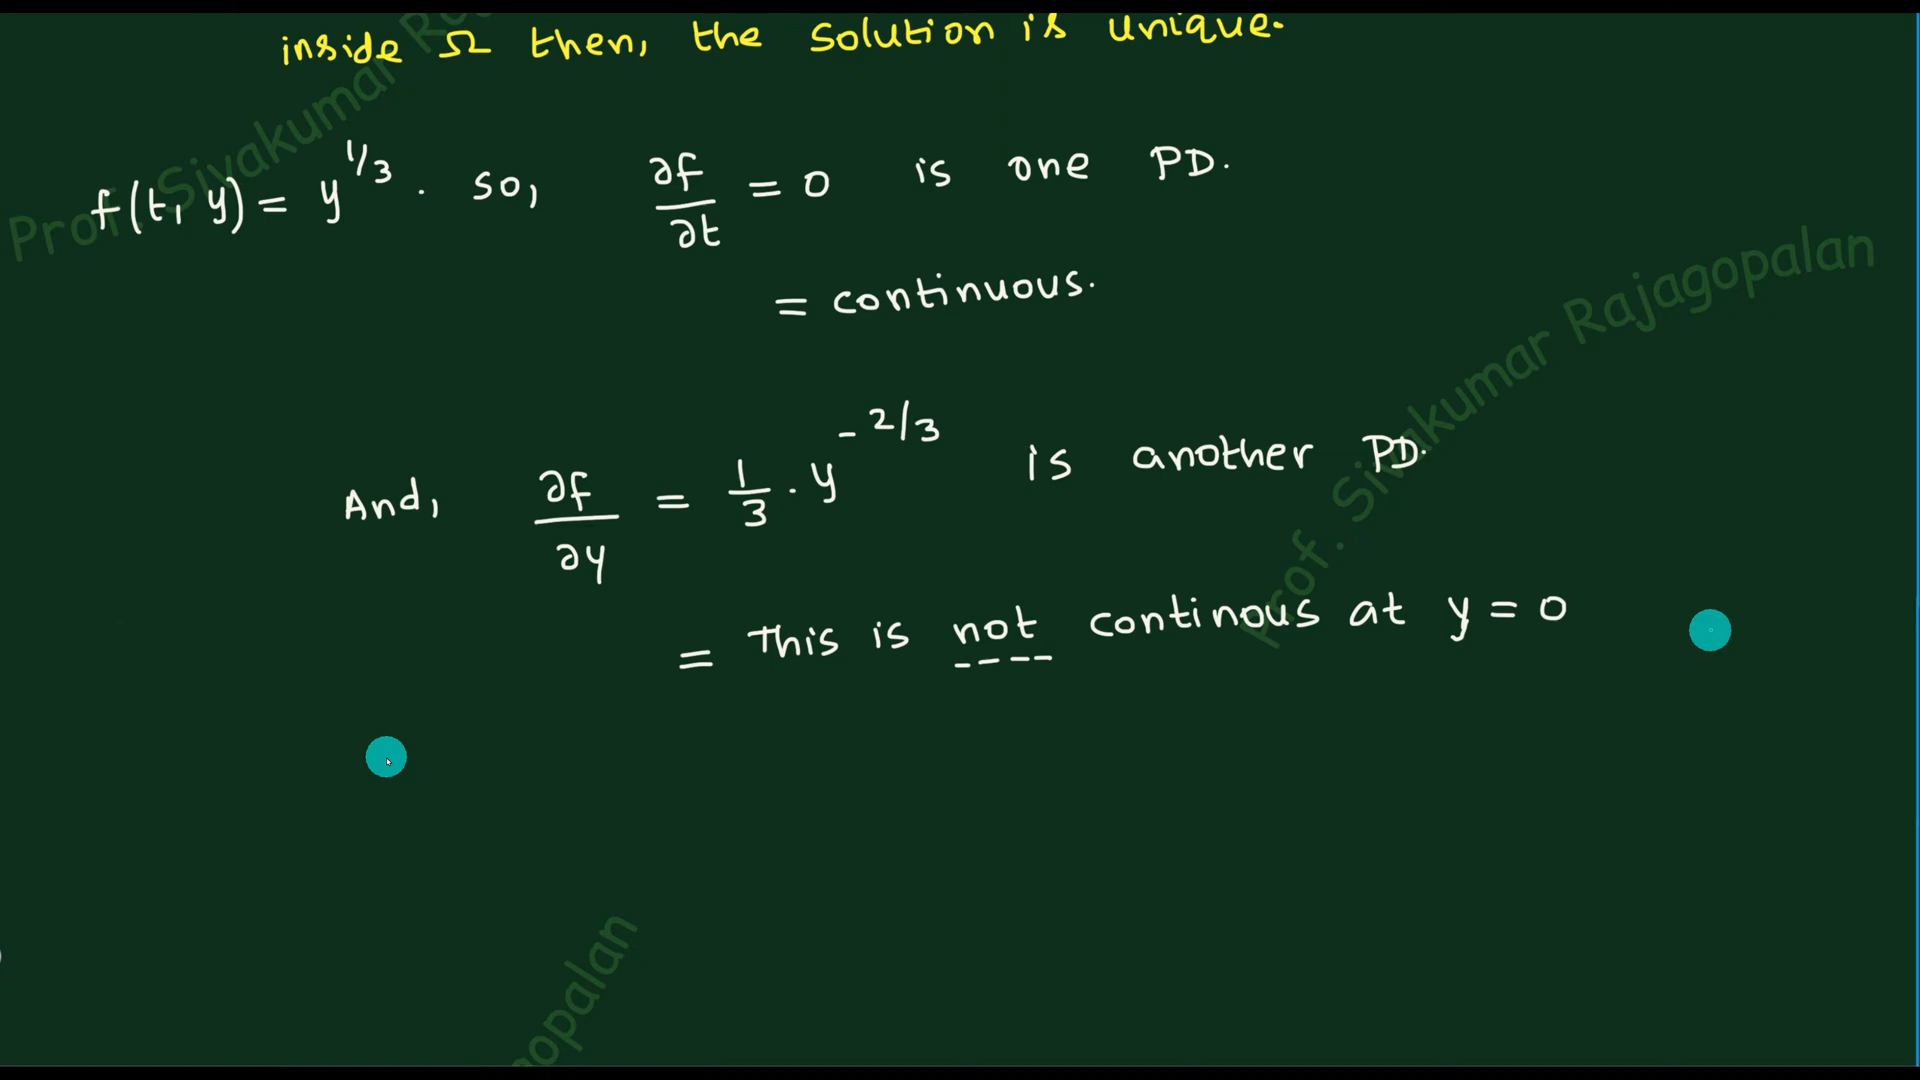 inside Ω then, the solution is unique.
f(t, y) = y^1/3 . so, ∂f/∂t = 0 is one PD.
= continuous.
And, ∂f/∂y = 1/3 . y^-2/3 is another PD.
= This is not continous at y = 0
Prof. Sivakumar
Prof. Sivakumar Rajagopalan
gopalan